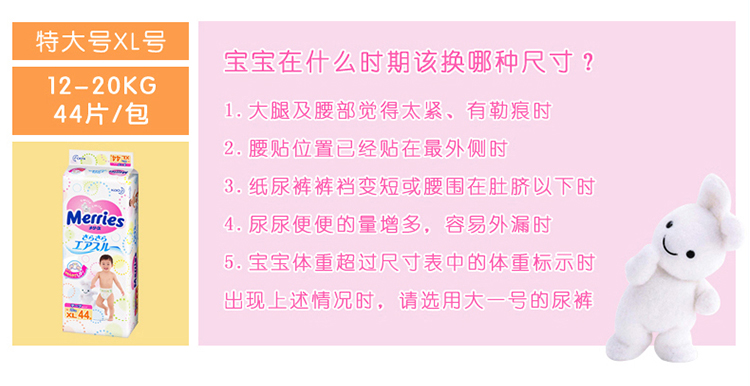 特大号XL号
12-20KG
44片/包
Merries
さらさら
エアスルー
XL 44
宝宝在什么时期该换哪种尺寸？
1.大腿及腰部觉得太紧、有勒痕时
2.腰贴位置已经贴在最外侧时
3.纸尿裤裤裆变短或腰围在肚脐以下时
4.尿尿便便的量增多，容易外漏时
5.宝宝体重超过尺寸表中的体重标示时
出现上述情况时，请选用大一号的尿裤